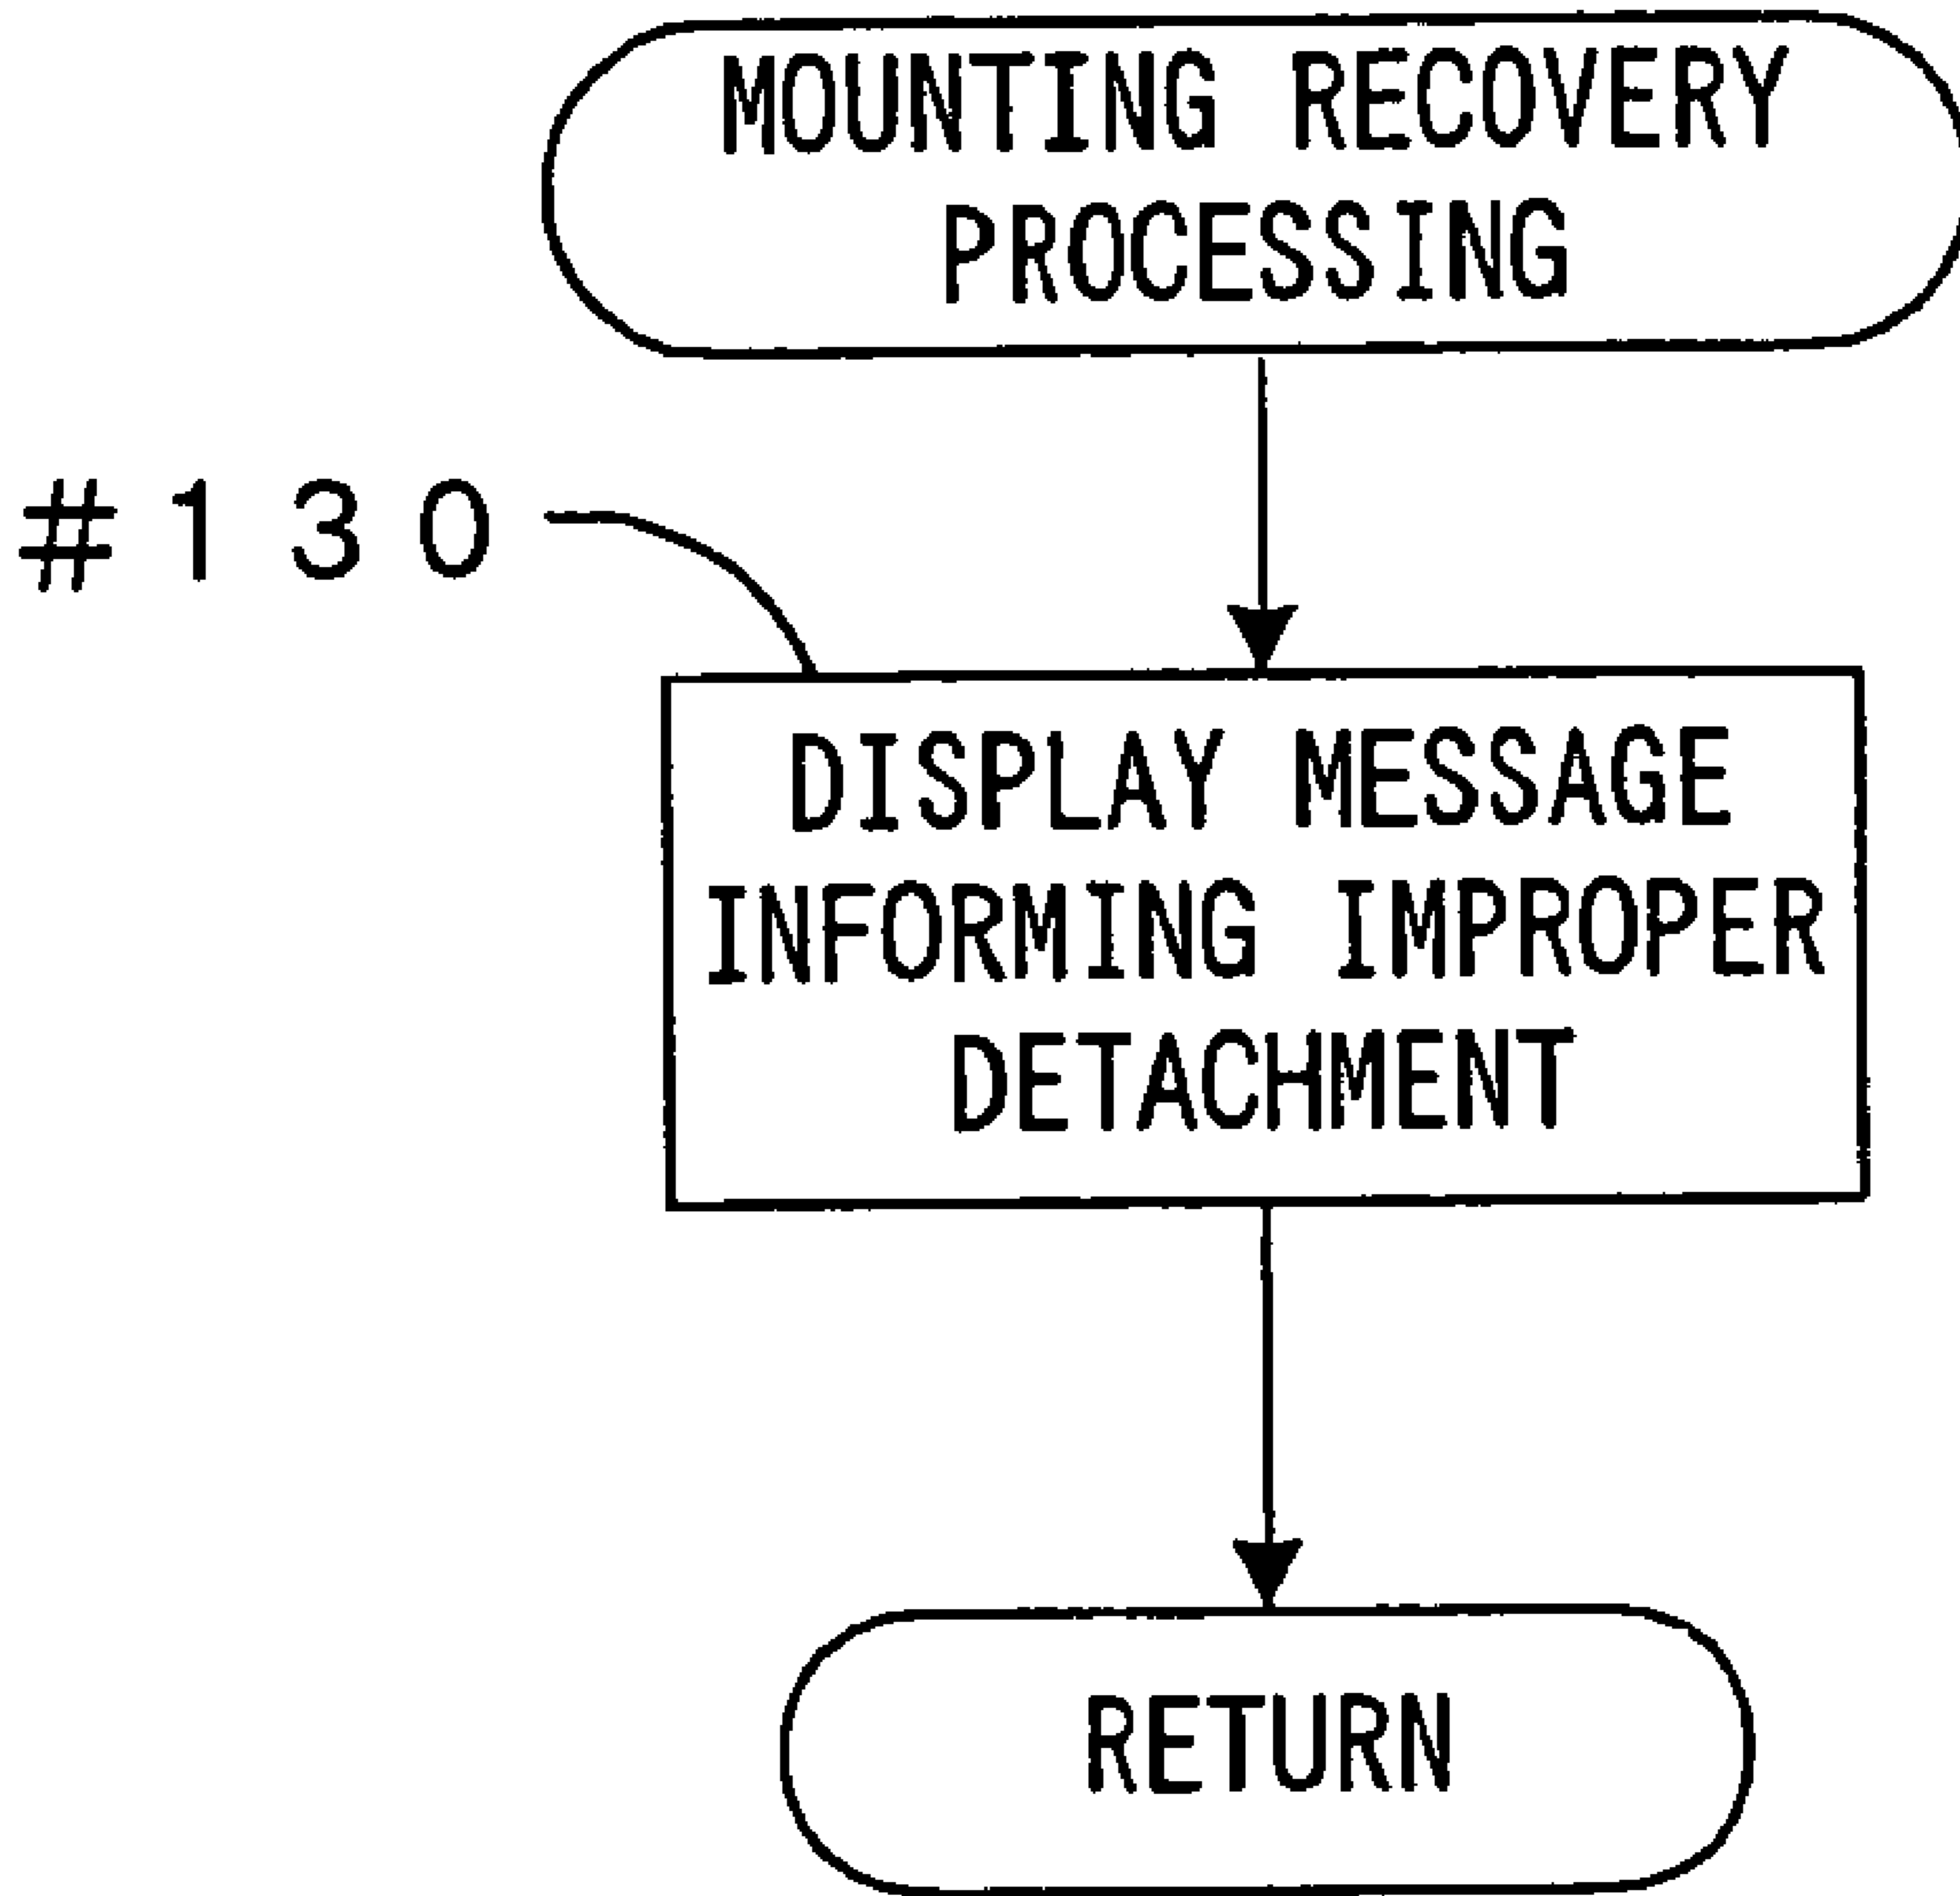 MOUNTING RECOVERY
PROCESSING
#130
DISPLAY MESSAGE
INFORMING IMPROPER
DETACHMENT
RETURN